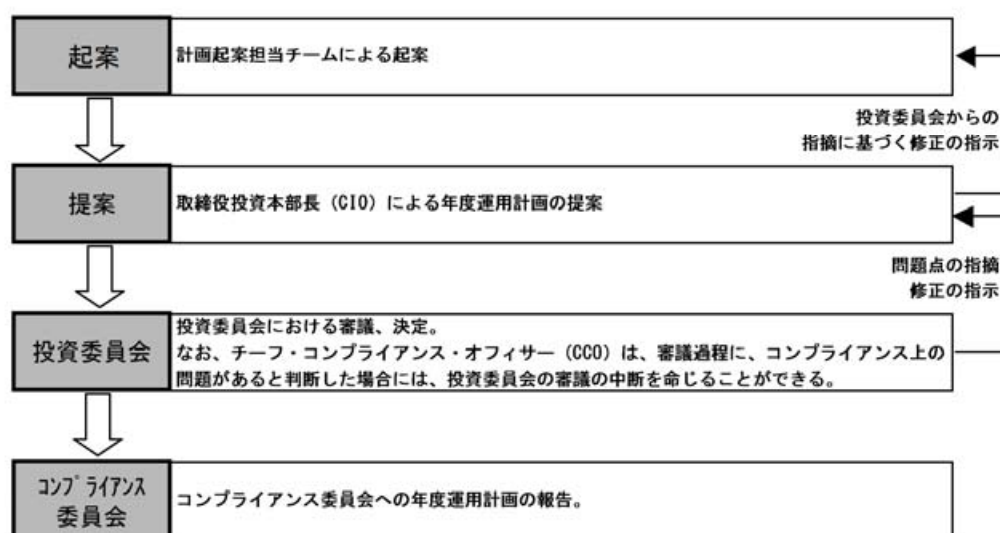 起案
計画起案担当チームによる起案
投資委員会からの
指摘に基づく修正の指示
提案
取締役投資本部長（CIO）による年度運用計画の提案
問題点の指摘
修正の指示
投資委員会
投資委員会における審議、決定。
なお、チーフ・コンプライアンス・オフィサー（CCO）は、審議過程に、コンプライアンス上の
問題があると判断した場合には、投資委員会の審議の中断を命じることができる。
ｺﾝﾌﾟﾗｲｱﾝｽ
委員会
コンプライアンス委員会への年度運用計画の報告。